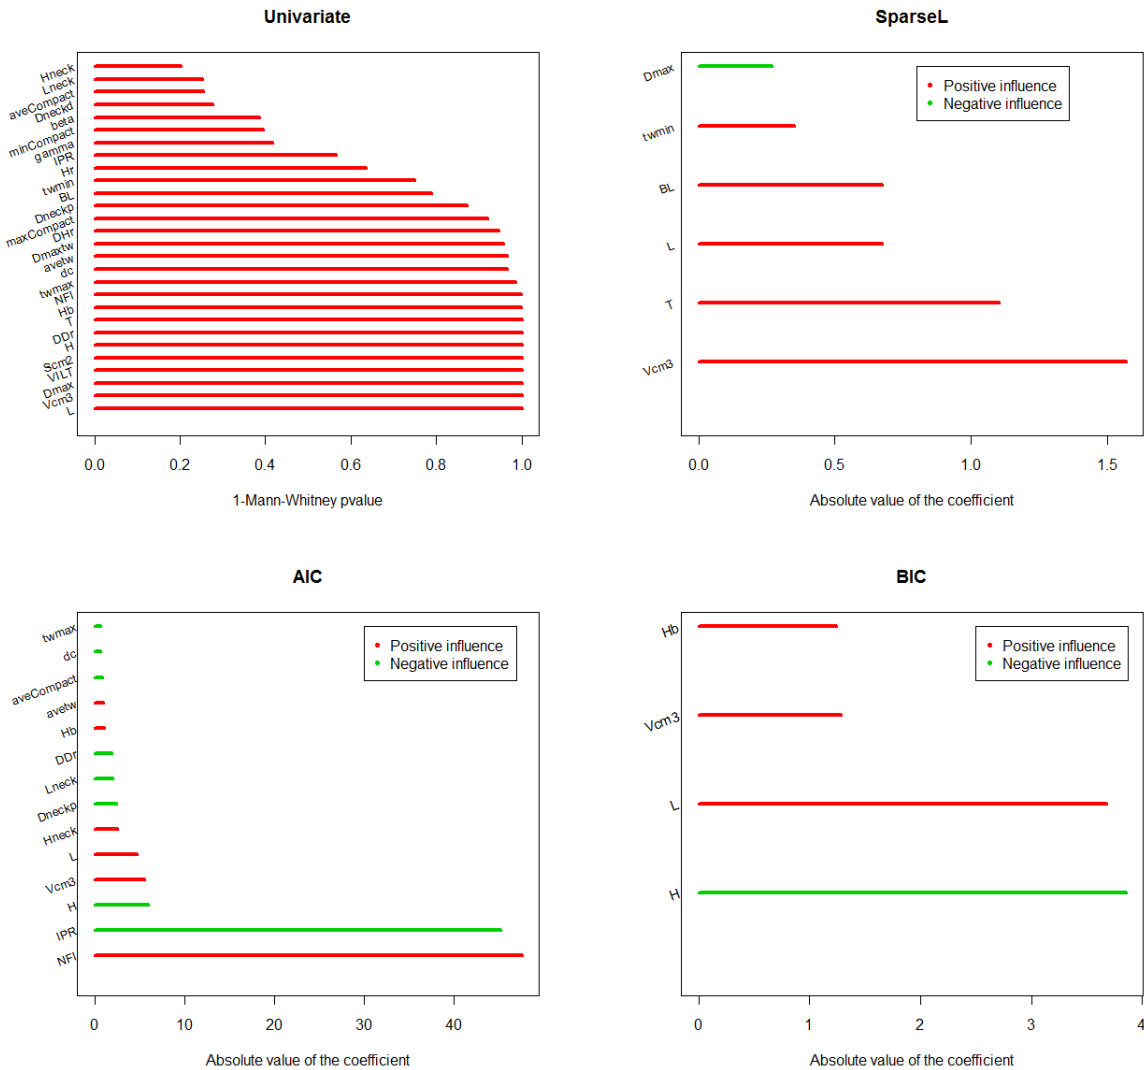 Univariate
Hneck
Lneck
aveCompact
Dneckd
beta
minCompact
gamma
IPR
Hr
twmin
BL
Dneckp
maxCompact
DHr
Dmaxtw
avetw
dc
twmax
NFI
Hb
T
DDr
H
Scm2
VILT
Dmax
Vcm3
L
0.0 0.2 0.4 0.6 0.8 1.0
1-Mann-Whitney pvalue
SparseL
Positive influence
Negative influence
Dmax
twmin
BL
L
T
Vcm3
0.0 0.5 1.0 1.5
Absolute value of the coefficient
AIC
Positive influence
Negative influence
twmax
dc
aveCompact
avetw
Hb
DDr
Lneck
Dneckp
Hneck
L
Vcm3
H
IPR
NFI
0 10 20 30 40
Absolute value of the coefficient
BIC
Positive influence
Negative influence
Hb
Vcm3
L
H
0 1 2 3 4
Absolute value of the coefficient